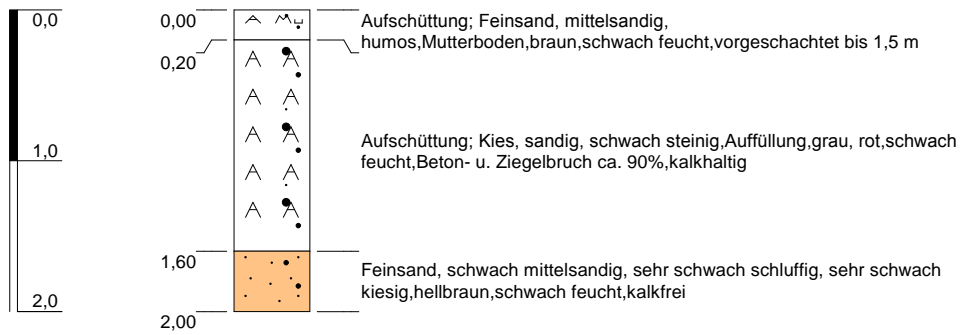 0,0
0,00
Aufschüttung; Feinsand, mittelsandig,
humos,Mutterboden,braun,schwach feucht,vorgeschachtet bis 1,5 m
0,20
Aufschüttung; Kies, sandig, schwach steinig,Auffüllung,grau, rot,schwach
feucht,Beton- u. Ziegelbruch ca. 90%,kalkhaltig
1,0
1,60
Feinsand, schwach mittelsandig, sehr schwach schluffig, sehr schwach
kiesig,hellbraun,schwach feucht,kalkfrei
2,0
2,00